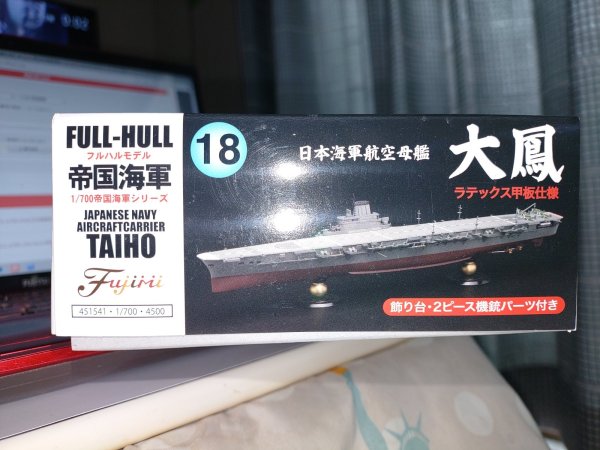 FULL-HULL
フルハルモデル
帝国海軍
1/700帝国海軍シリーズ
JAPANESE NAVY
AIRCRAFTCARRIER
TAIHO
Fujimi
451541・1/700・4500
18
日本海軍航空母艦
大鳳
ラテックス甲板仕様
飾り台・2ピース機銃パーツ付き